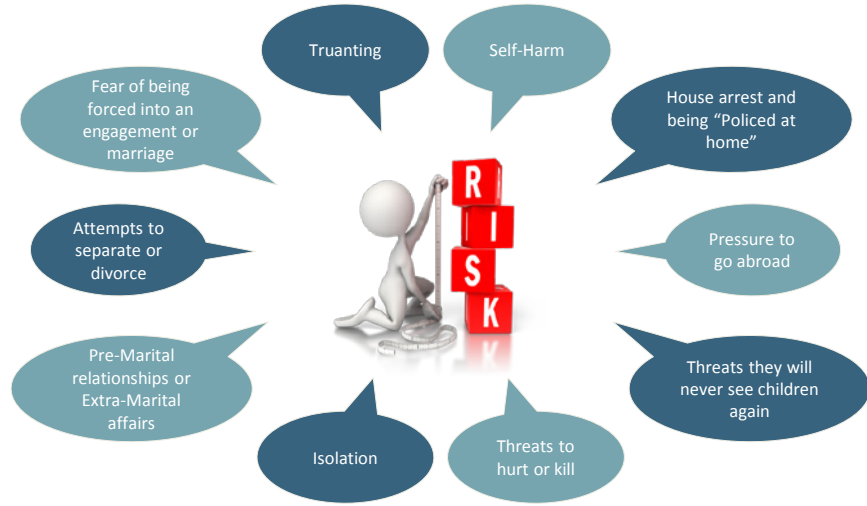 Truanting
Self-Harm
Fear of being
forced into an
engagement or
marriage
House arrest and
being “Policed at
home”
Attempts to
separate or
divorce
Pressure to
go abroad
Pre-Marital
relationships or
Extra-Marital
affairs
Threats they will
never see children
again
Isolation
Threats to
hurt or kill
R
I
S
K